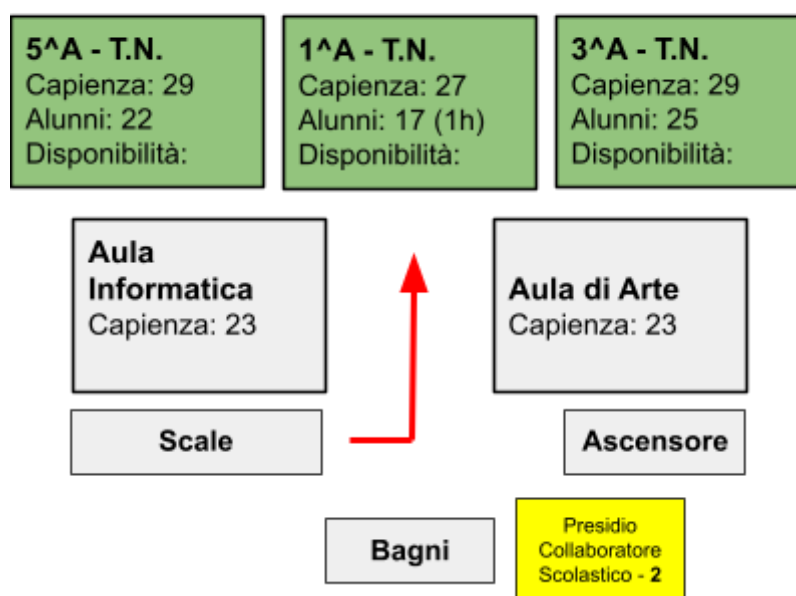 5^A - T.N.
Capienza: 29
Alunni: 22
Disponibilità:
1^A - T.N.
Capienza: 27
Alunni: 17 (1h)
Disponibilità:
3^A - T.N.
Capienza: 29
Alunni: 25
Disponibilità:
Aula
Informatica
Capienza: 23
Aula di Arte
Capienza: 23
Scale
Ascensore
Bagni
Presidio
Collaboratore
Scolastico - 2